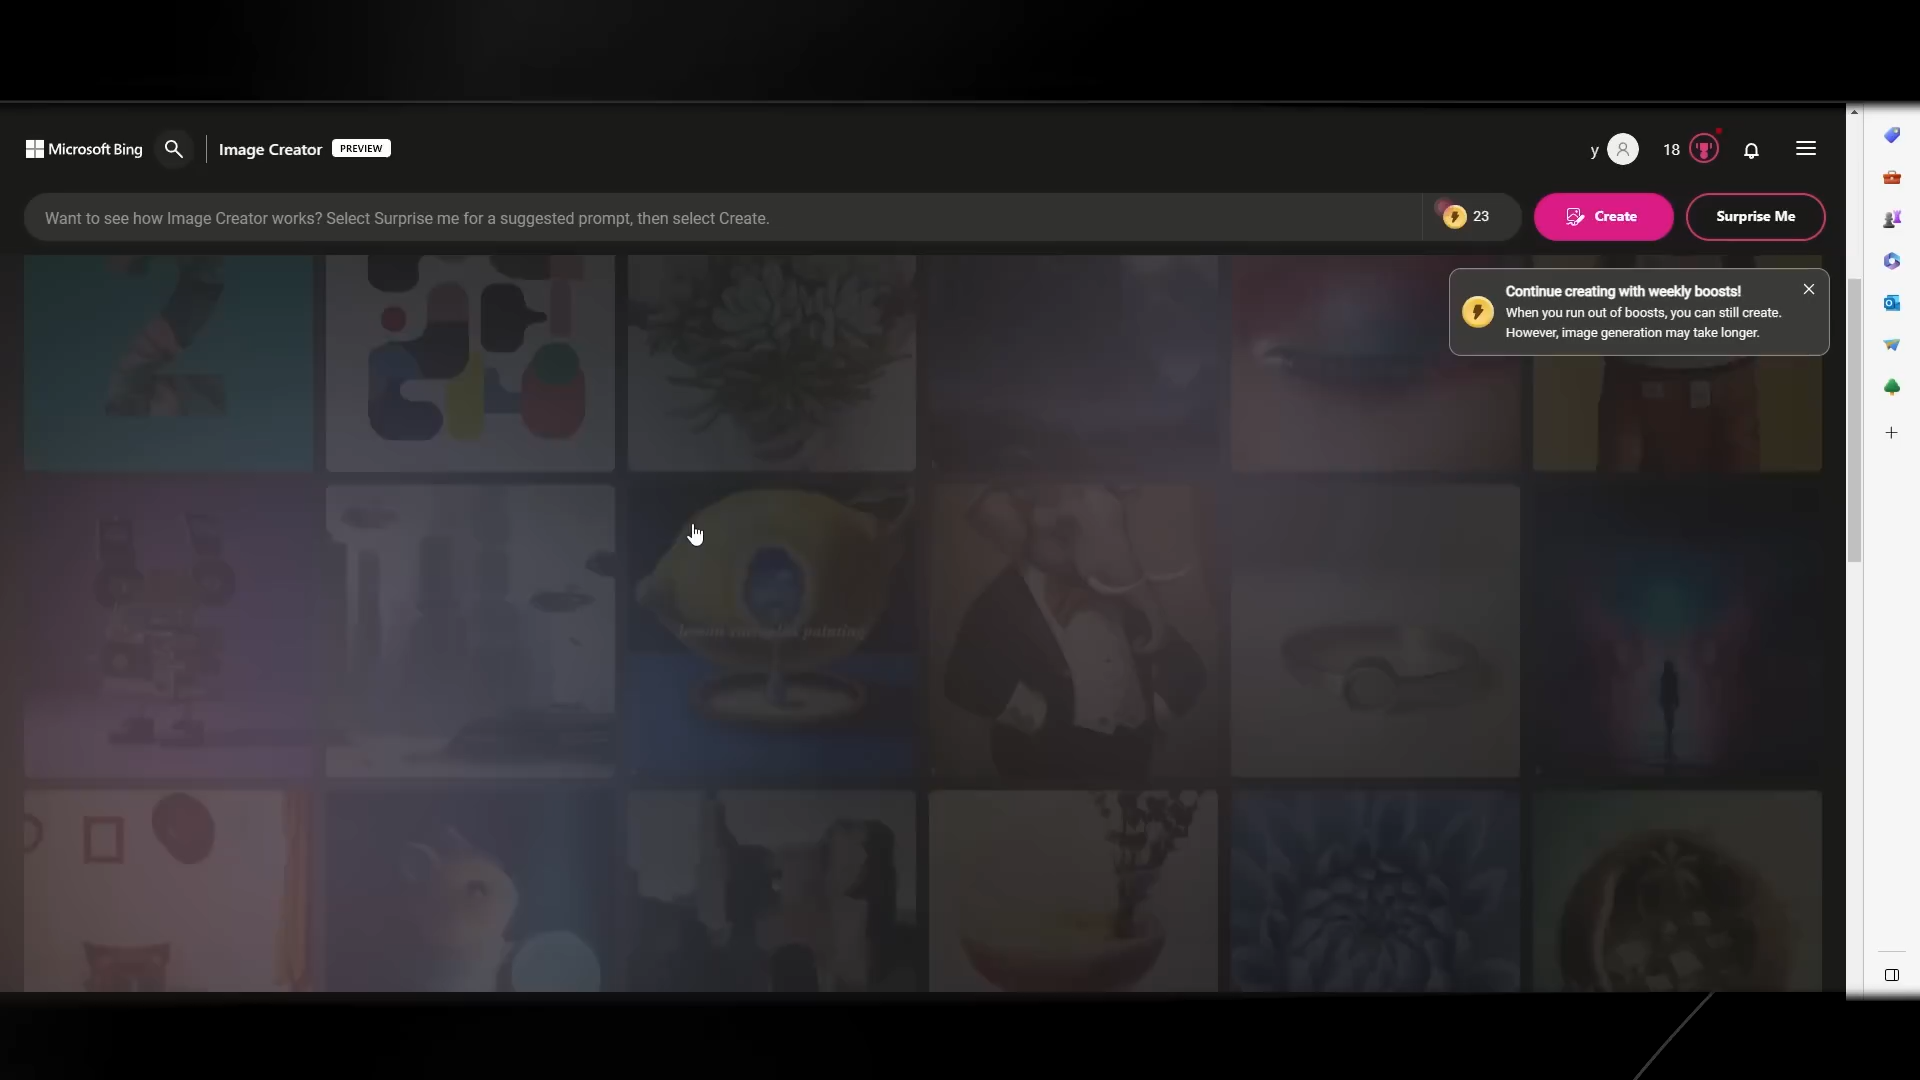 Microsoft Bing
Image Creator
PREVIEW
y
18
Want to see how Image Creator works? Select Surprise me for a suggested prompt, then select Create.
23
Create
Surprise Me
Continue creating with weekly boosts!
When you run out of boosts, you can still create.
However, image generation may take longer.